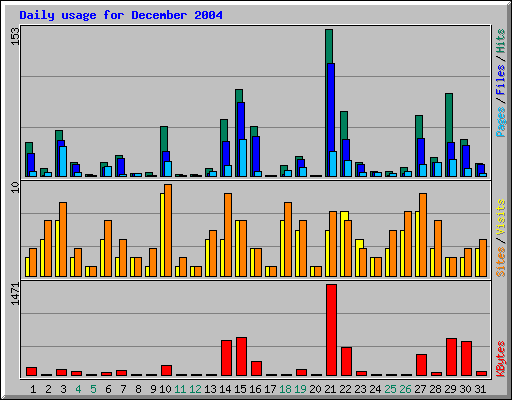 Daily usage for December 2004
153
Pages / Files / Hits
10
Sites / Visits
1471
KBytes
1 2 3 4 5 6 7 8 9 10 11 12 13 14 15 16 17 18 19 20 21 22 23 24 25 26 27 28 29 30 31